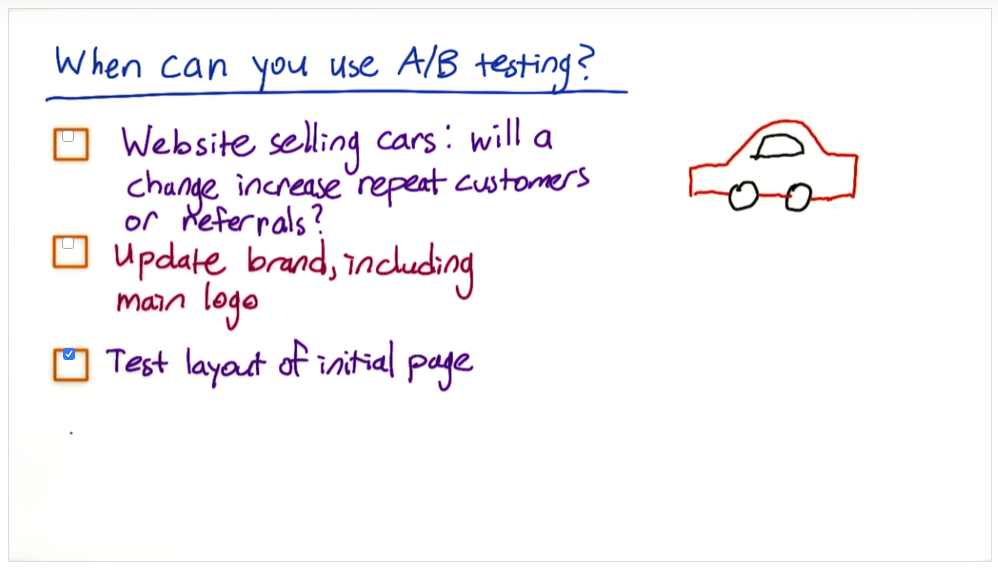 When can you use A/B testing?
Website selling cars: will a
change increase repeat customers
or referrals?
Update brand, including
main logo
Test layout of initial page